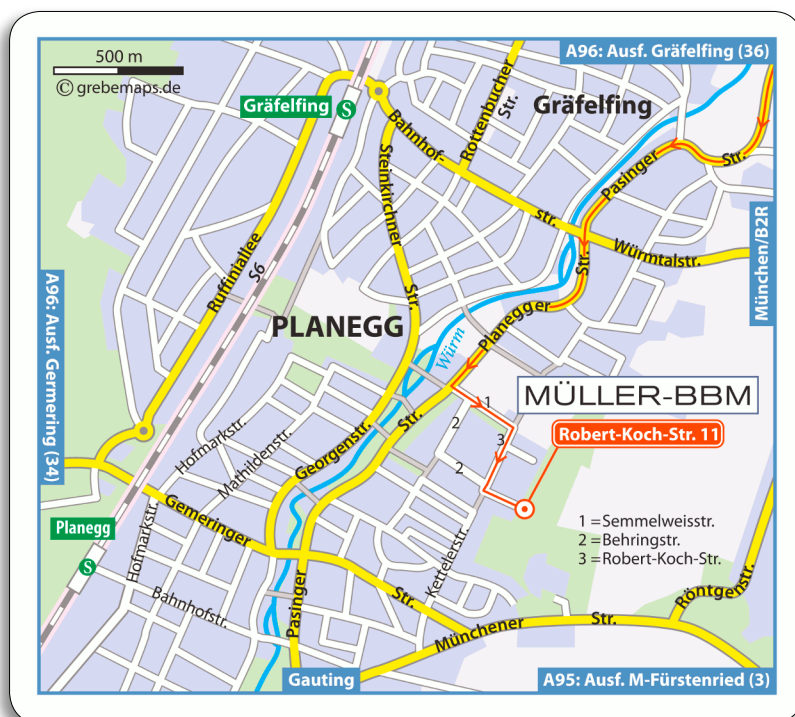 A96: Ausf. Gräfelfing (36)
500 m
© grebemaps.de
Gräfelfing S
Gräfelfing
Rottenbucher
Str.
Bahnhof-
str.
Steinkirchner
Str.
Pasinger
Str.
Würmtalstr.
Str.
Planegger
München/B2R
Ruffiniallee
S6
A96: Ausf. Germering (34)
PLANEGG
Würm
MÜLLER-BBM
Robert-Koch-Str. 11
1
2
3
2
Str.
Georgenstr.
Hofmarkstr.
Mathildenstr.
Gemeringer
Str.
Planegg
S
Hofmarkstr.
Bahnhofstr.
Pasinger
Kettelerstr.
1 =Semmelweisstr.
2 =Behringstr.
3 =Robert-Koch-Str.
Röntgenstr.
Münchener
Str.
Gauting
A95: Ausf. M-Fürstenried (3)